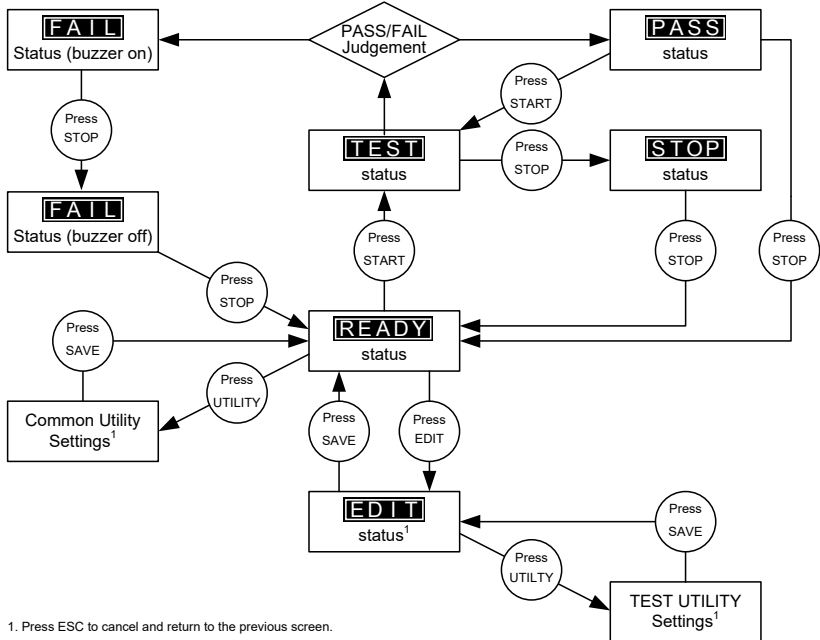 FAIL
Status (buzzer on)
PASS/FAIL
Judgement
PASS
status
Press
START
Press
STOP
TEST
status
Press
STOP
STOP
status
FAIL
Status (buzzer off)
Press
START
Press
STOP
Press
STOP
Press
STOP
READY
status
Press
SAVE
Press
UTILITY
Common Utility
Settings1
Press
SAVE
Press
EDIT
EDIT
status1
Press
SAVE
Press
UTILTY
TEST UTILITY
Settings1
1. Press ESC to cancel and return to the previous screen.